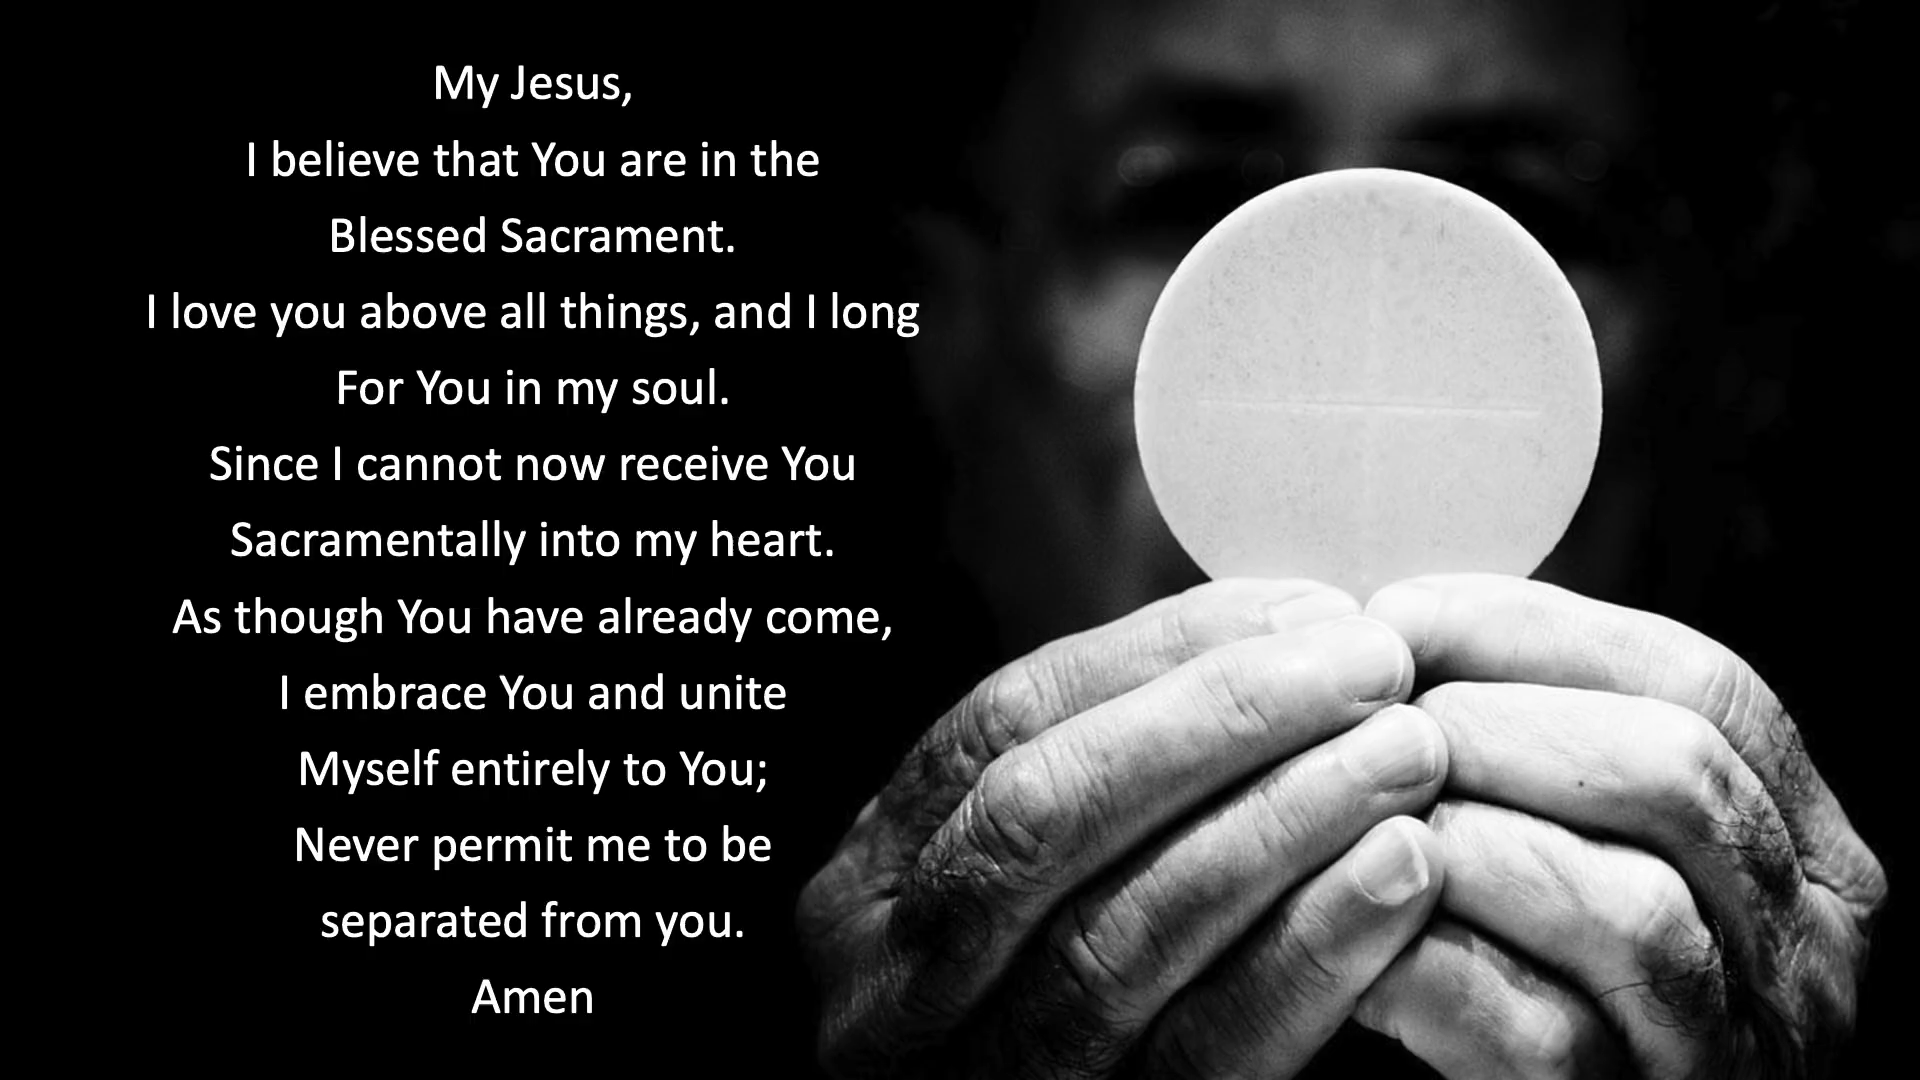 My Jesus,
I believe that You are in the
Blessed Sacrament.
I love you above all things, and I long
For You in my soul.
Since I cannot now receive You
Sacramentally into my heart.
As though You have already come,
I embrace You and unite
Myself entirely to You;
Never permit me to be
separated from you.
Amen